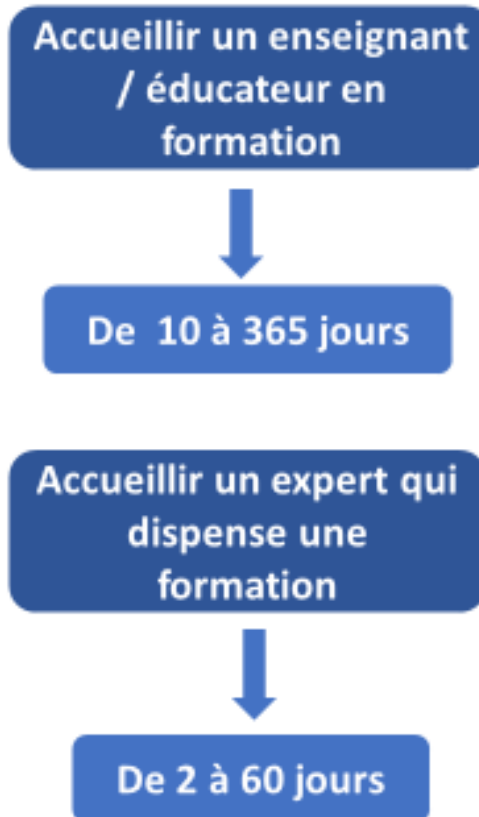 Accueillir un enseignant
/ éducateur en
formation
De 10 à 365 jours
Accueillir un expert qui
dispense une
formation
De 2 à 60 jours